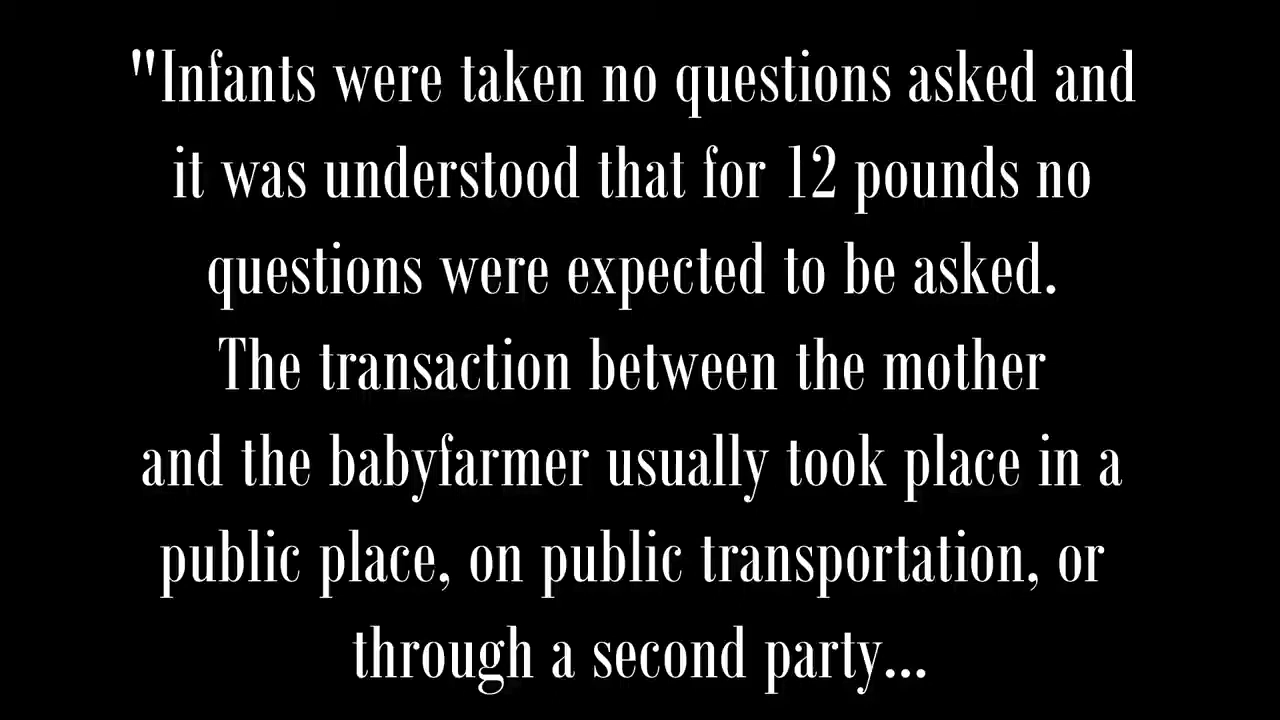 "Infants were taken no questions asked and
it was understood that for 12 pounds no
questions were expected to be asked.
The transaction between the mother
and the babyfarmer usually took place in a
public place, on public transportation, or
through a second party...